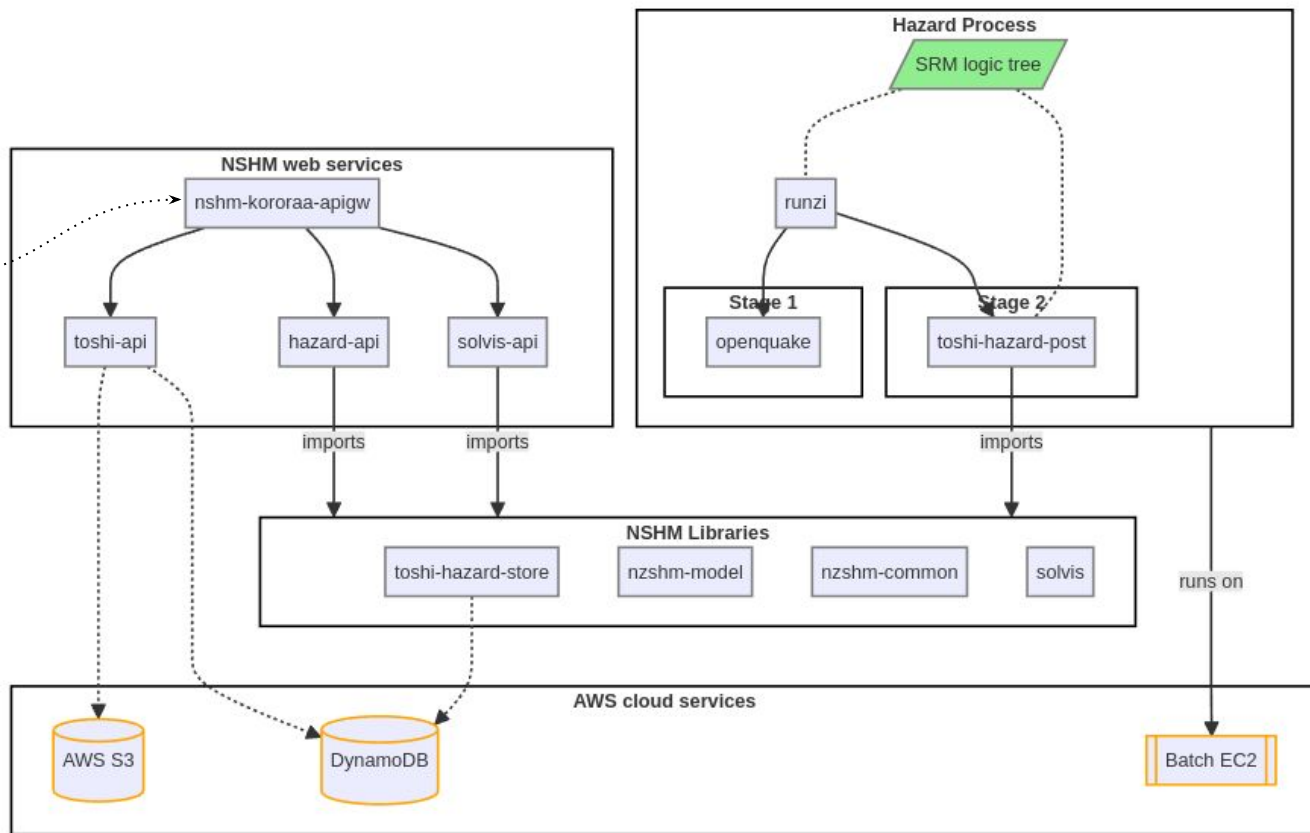 Hazard Process
SRM logic tree
NSHM web services
nshm-kororaa-apigw
runzi
Stage 1
Stage 2
toshi-api
hazard-api
solvis-api
openquake
toshi-hazard-post
imports
imports
imports
NSHM Libraries
toshi-hazard-store
nzshm-model
nzshm-common
solvis
runs on
AWS cloud services
AWS S3
DynamoDB
Batch EC2